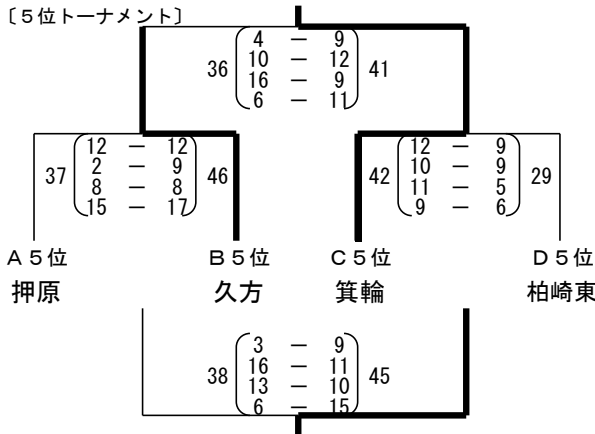 〔５位トーナメント〕
4 － 9
36 10 － 12 41
16 － 9
6 － 11
12 － 12 12 － 9
37 2 － 9 46 42 10 － 9 29
8 － 8 11 － 5
15 － 17 9 － 6
Ａ５位 Ｂ５位 Ｃ５位 Ｄ５位
押原 久方 箕輪 柏崎東
3 － 9
38 16 － 11 45
13 － 10
6 － 15